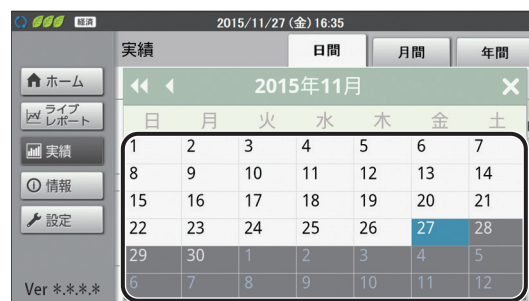 経済 2015/11/27 (金) 16:35
実績 日間 月間 年間
ホーム
ライブ
レポート
実績
情報
設定
Ver *.*.*.*
2015年11月
日 月 火 水 木 金 土
1 2 3 4 5 6 7
8 9 10 11 12 13 14
15 16 17 18 19 20 21
22 23 24 25 26 27 28
29 30 1 2 3 4 5
6 7 8 9 10 11 12